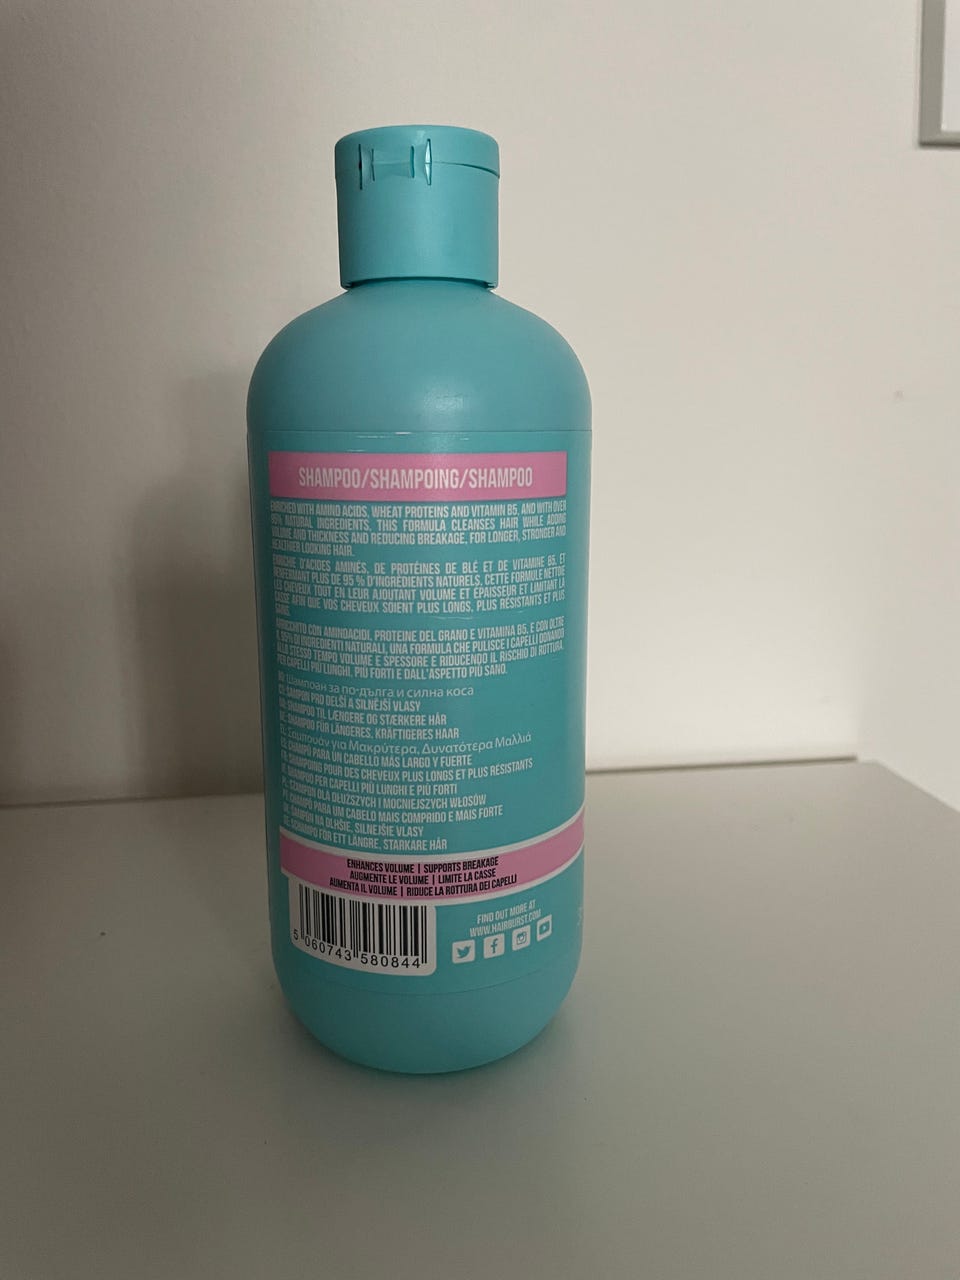 SHAMPOO/SHAMPOING/SHAMPOO
ENRICHED WITH AMINO ACIDS, WHEAT PROTEINS AND VITAMIN B5, AND WITH OVER
95% NATURAL INGREDIENTS, THIS FORMULA CLEANSES HAIR WHILE ADDING
VOLUME AND THICKNESS AND REDUCING BREAKAGE, FOR LONGER, STRONGER AND
HEALTHIER LOOKING HAIR.
ENRICHIE D'ACIDES AMINÉS, DE PROTÉINES DE BLÉ ET DE VITAMINE B5, ET
RENFERMANT PLUS DE 95 % D'INGRÉDIENTS NATURELS, CETTE FORMULE NETTOIE
LES CHEVEUX TOUT EN LEUR AJOUTANT VOLUME ET ÉPAISSEUR ET LIMITANT LA
CASSE AFIN QUE VOS CHEVEUX SOIENT PLUS LONGS, PLUS RÉSISTANTS ET PLUS
SAINS.
ARRICCHITO CON AMINOACIDI, PROTEINE DEL GRANO E VITAMINA B5, E CON OLTRE
IL 95% DI INGREDIENTI NATURALI, UNA FORMULA CHE PULISCE I CAPELLI DONANDO
ALLO STESSO TEMPO VOLUME E SPESSORE E RIDUCENDO IL RISCHIO DI ROTTURA,
PER CAPELLI PIÙ LUNGHI, PIÙ FORTI E DALL'ASPETTO PIÙ SANO.
BG: Шампоан за по-дълга и силна коса
CZ: ŠAMPON PRO DELŠÍ A SILNĚJŠÍ VLASY
SHAMPOO TIL LÆNGERE OG STÆRKERE HÅR
DE: SHAMPOO FÜR LÄNGERES, KRÄFTIGERES HAAR
EL: Σαμπουάν για Μακρύτερα, Δυνατότερα Μαλλιά
ES: CHAMPÚ PARA UN CABELLO MÁS LARGO Y FUERTE
FR: SHAMPOING POUR DES CHEVEUX PLUS LONGS ET PLUS RÉSISTANTS
IT: SHAMPOO PER CAPELLI PIÙ LUNGHI E PIÙ FORTI
PL: SZAMPON DLA DŁUŻSZYCH I MOCNIEJSZYCH WŁOSÓW
PT: CHAMPÔ PARA UM CABELO MAIS COMPRIDO E MAIS FORTE
SK: ŠAMPÓN NA DLHŠIE, SILNEJŠIE VLASY
SE: SCHAMPO FÖR ETT LÄNGRE, STARKARE HÅR
ENHANCES VOLUME | SUPPORTS BREAKAGE
AUGMENTE LE VOLUME | LIMITE LA CASSE
AUMENTA IL VOLUME | RIDUCE LA ROTTURA DEI CAPELLI
FIND OUT MORE AT
WWW.HAIRBURST.COM
5 060743 580844